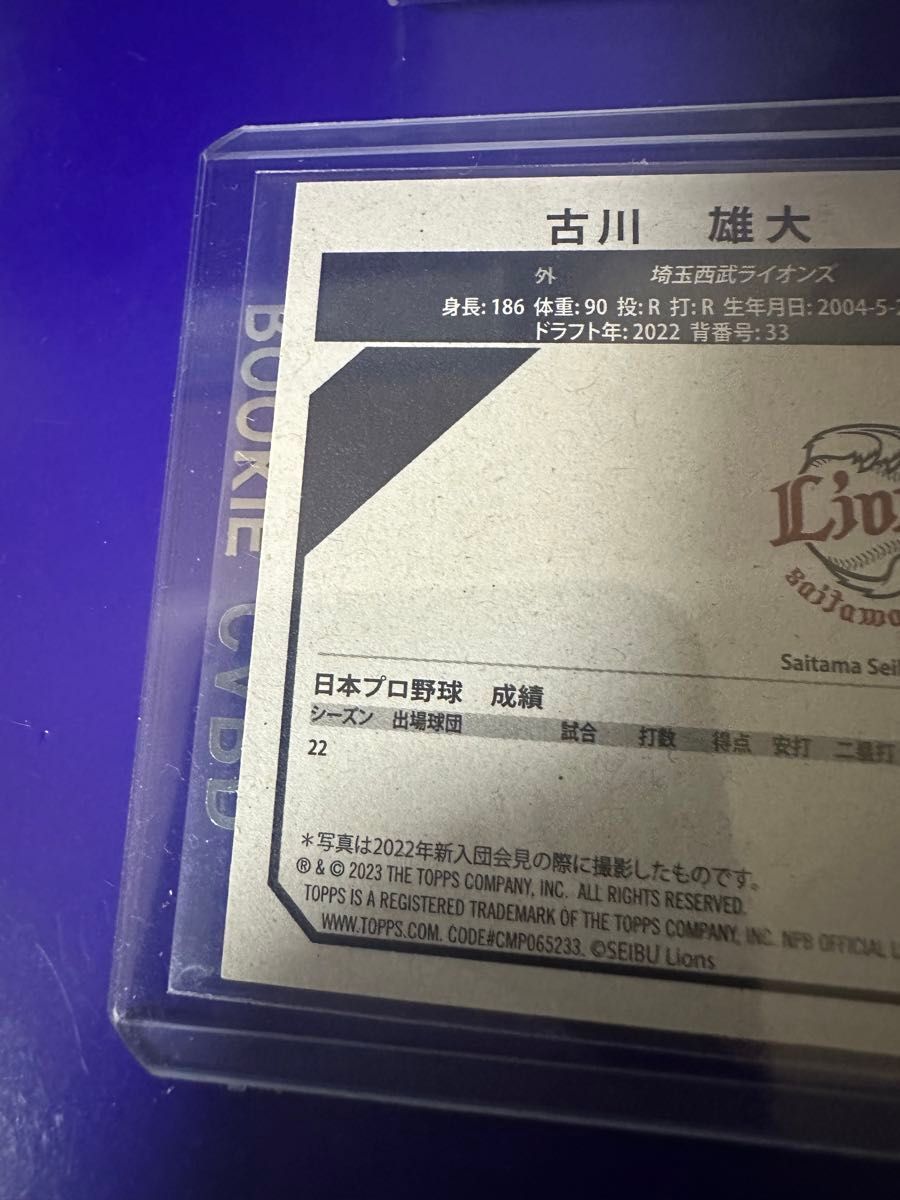 古川 雄大
外 埼玉西武ライオンズ
身長: 186 体重: 90 投: R 打: R 生年月日: 2004-5-2
ドラフト年: 2022 背番号: 33
ROOKIE CARD
Lio
Saitama
Saitama Sei
日本プロ野球 成績
シーズン 出場球団 試合 打数 得点 安打 二塁打
22
＊写真は2022年新入団会見の際に撮影したものです。
® & © 2023 THE TOPPS COMPANY, INC. ALL RIGHTS RESERVED.
TOPPS IS A REGISTERED TRADEMARK OF THE TOPPS COMPANY, INC. NPB OFFICIAL L
WWW.TOPPS.COM. CODE#CMP065233. ©SEIBU Lions